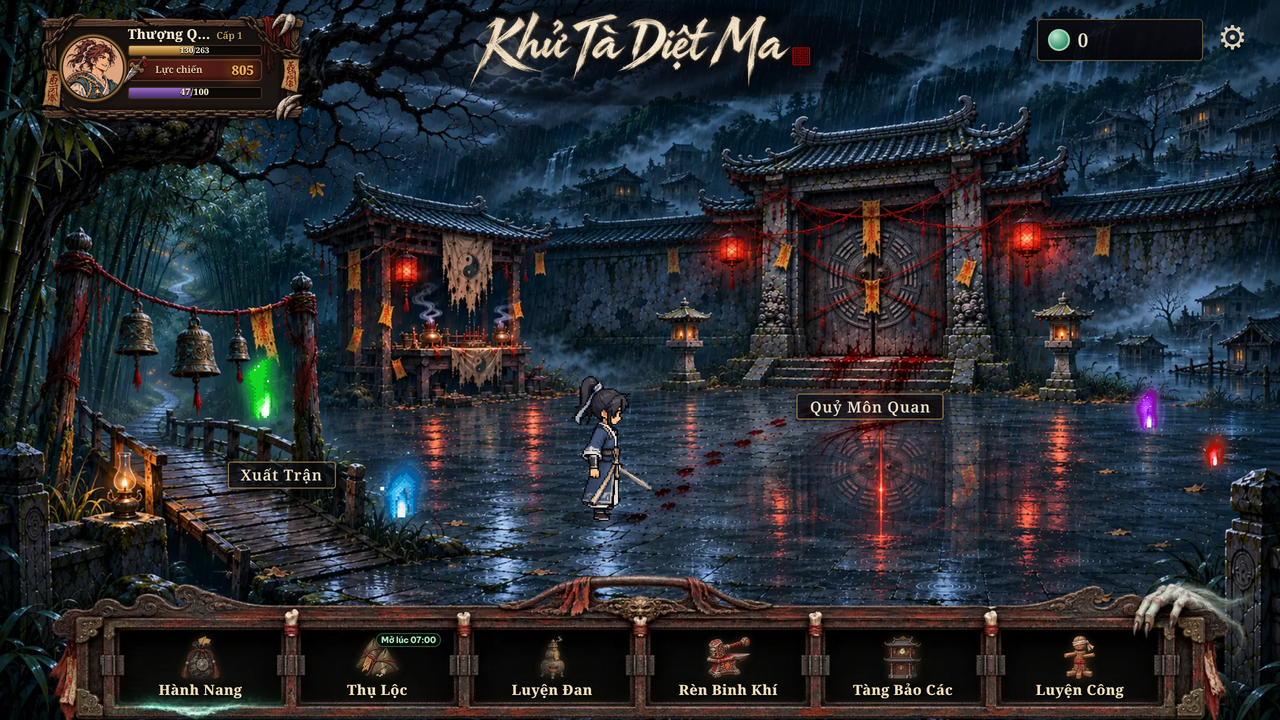 Thượng Q... Cấp 1
130/263
Lực chiến 805
47/100
Khử Tà Diệt Ma
0
Quỷ Môn Quan
Xuất Trận
Mở lúc 07:00
Hành Nang
Thụ Lộc
Luyện Đan
Rèn Binh Khí
Tàng Bảo Các
Luyện Công